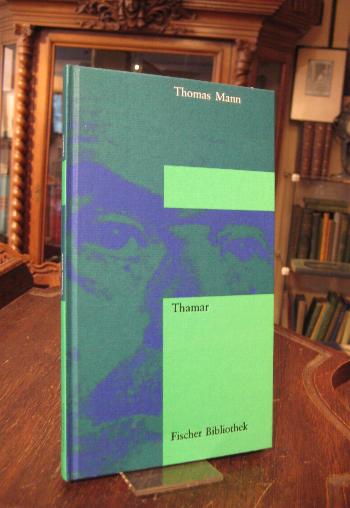 Thomas Mann
Thamar
Fischer Bibliothek